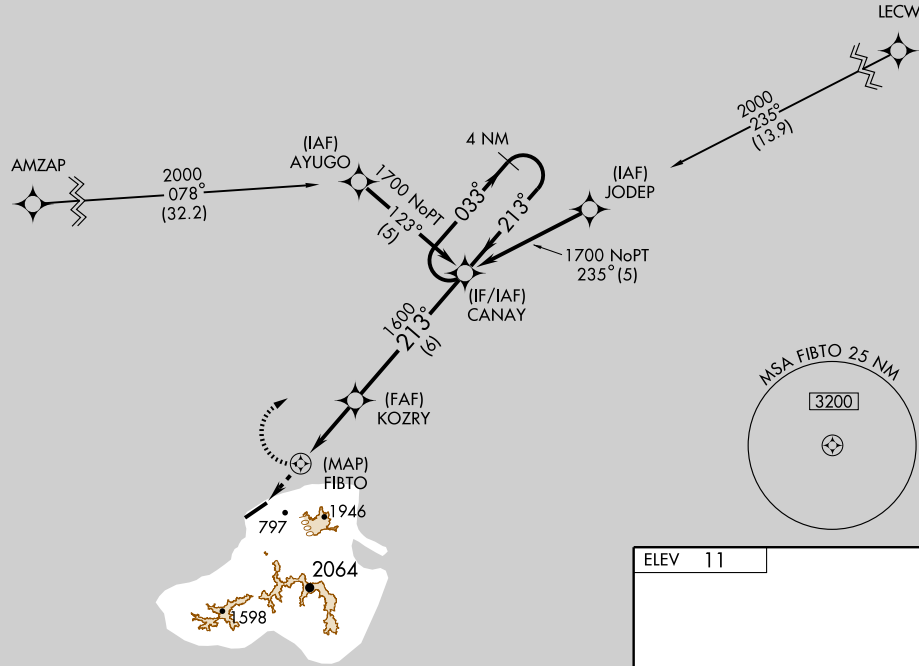 LECW
2000
235°
(13.9)
4 NM
(IAF)
AYUGO
AMZAP
2000
078°
(32.2)
1700 NoPT
123°
(5)
033°
213°
(IAF)
JODEP
1700 NoPT
235° (5)
(IF/IAF)
CANAY
1600
213°
(6)
MSA FIBTO 25 NM
3200
(FAF)
KOZRY
(MAP)
FIBTO
797
1946
2064
1598
ELEV 11